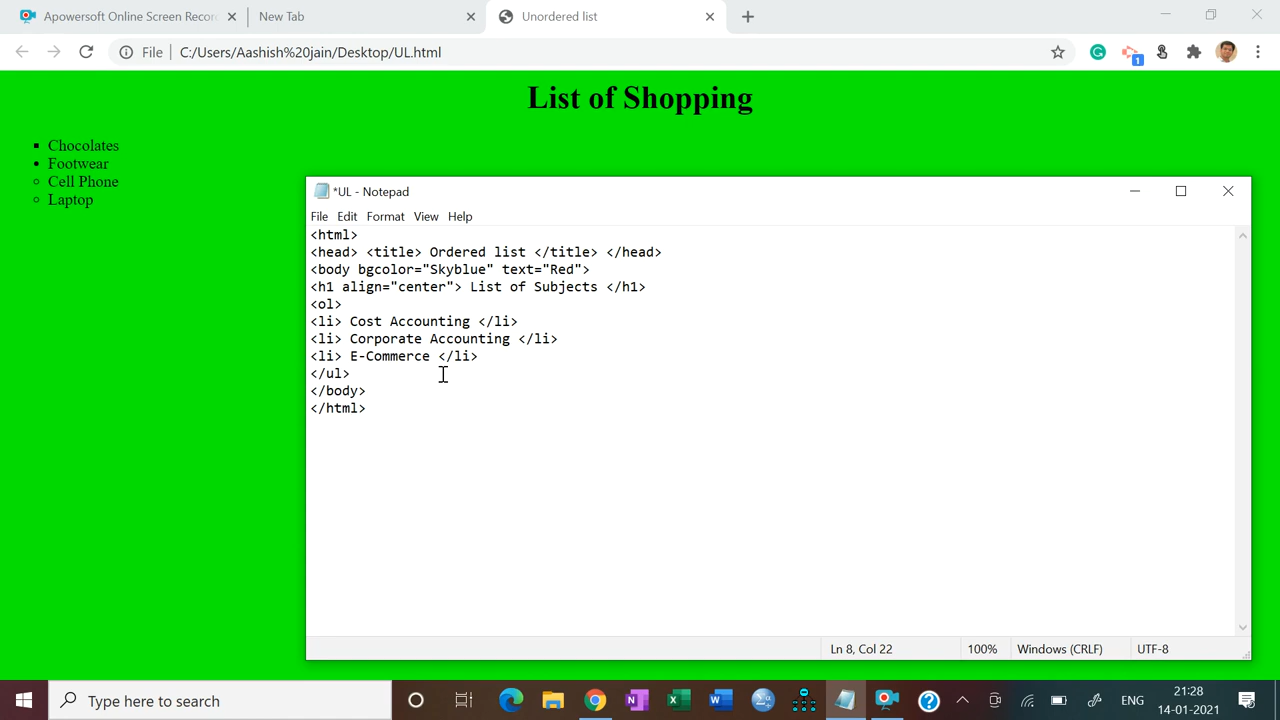 Apowersoft Online Screen Recor
New Tab
Unordered list
File
C:/Users/Aashish%20jain/Desktop/UL.html
1
List of Shopping
Chocolates
Footwear
Cell Phone
Laptop
*UL - Notepad
File Edit Format View Help
<html>
<head> <title> Ordered list </title> </head>
<body bgcolor="Skyblue" text="Red">
<h1 align="center"> List of Subjects </h1>
<ol>
<li> Cost Accounting </li>
<li> Corporate Accounting </li>
<li> E-Commerce </li>
</ul>
</body>
</html>
Ln 8, Col 22
100%
Windows (CRLF)
UTF-8
Type here to search
ENG
21:28
14-01-2021